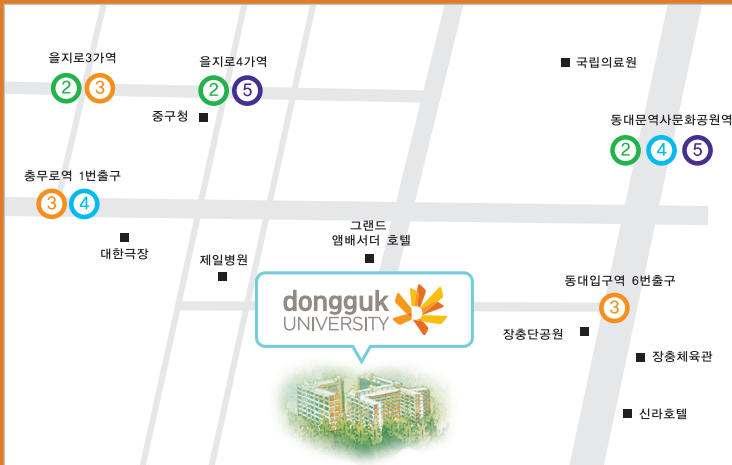 을지로3가역
2 3
을지로4가역
2 5
중구청
국립의료원
동대문역사문화공원역
2 4 5
충무로역 1번출구
3 4
대한극장
제일병원
그랜드
앰배서더 호텔
dongguk
UNIVERSITY
동대입구역 6번출구
3
장충단공원
장충체육관
신라호텔